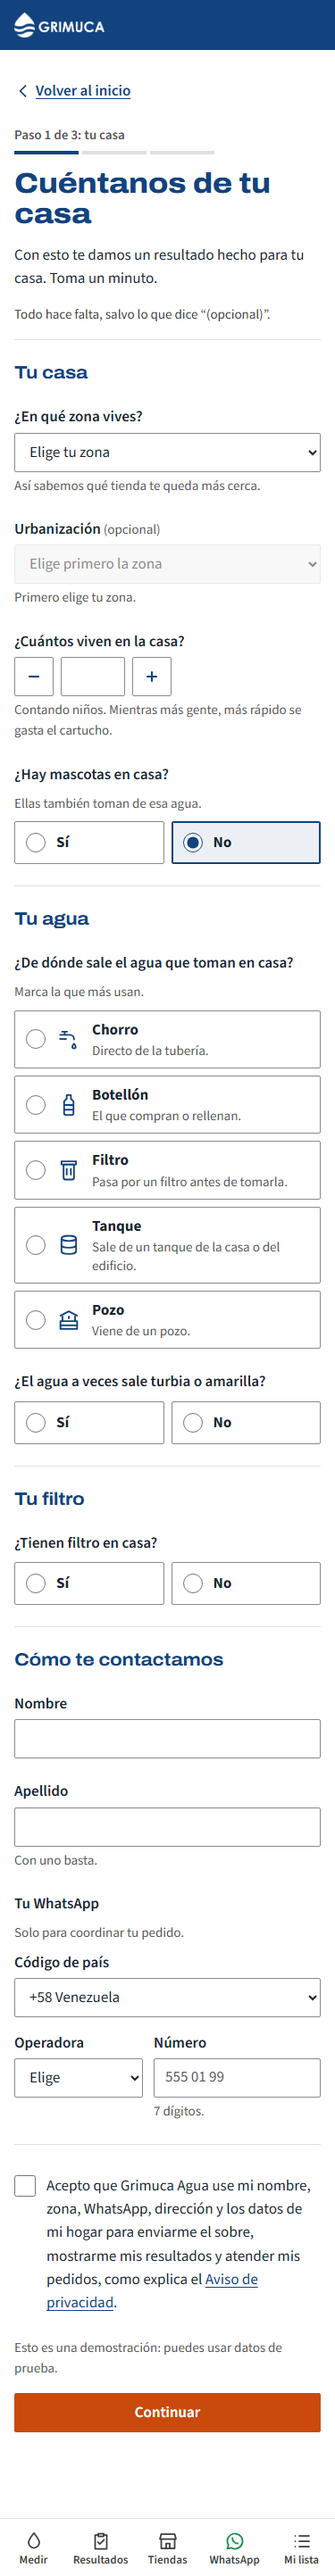 GRIMUCA
Volver al inicio
Paso 1 de 3: tu casa
Cuéntanos de tu
casa
Con esto te damos un resultado hecho para tu
casa. Toma un minuto.
Todo hace falta, salvo lo que dice “(opcional)”.
Tu casa
¿En qué zona vives?
Elige tu zona
Así sabemos qué tienda te queda más cerca.
Urbanización (opcional)
Elige primero la zona
Primero elige tu zona.
¿Cuántos viven en la casa?
− +
Contando niños. Mientras más gente, más rápido se
gasta el cartucho.
¿Hay mascotas en casa?
Ellas también toman de esa agua.
Sí No
Tu agua
¿De dónde sale el agua que toman en casa?
Marca la que más usan.
Chorro
Directo de la tubería.
Botellón
El que compran o rellenan.
Filtro
Pasa por un filtro antes de tomarla.
Tanque
Sale de un tanque de la casa o del
edificio.
Pozo
Viene de un pozo.
¿El agua a veces sale turbia o amarilla?
Sí No
Tu filtro
¿Tienen filtro en casa?
Sí No
Cómo te contactamos
Nombre
Apellido
Con uno basta.
Tu WhatsApp
Solo para coordinar tu pedido.
Código de país
+58 Venezuela
Operadora Número
Elige 555 01 99
7 dígitos.
Acepto que Grimuca Agua use mi nombre,
zona, WhatsApp, dirección y los datos de
mi hogar para enviarme el sobre,
mostrarme mis resultados y atender mis
pedidos, como explica el Aviso de
privacidad.
Esto es una demostración: puedes usar datos de
prueba.
Continuar
Medir Resultados Tiendas WhatsApp Mi lista